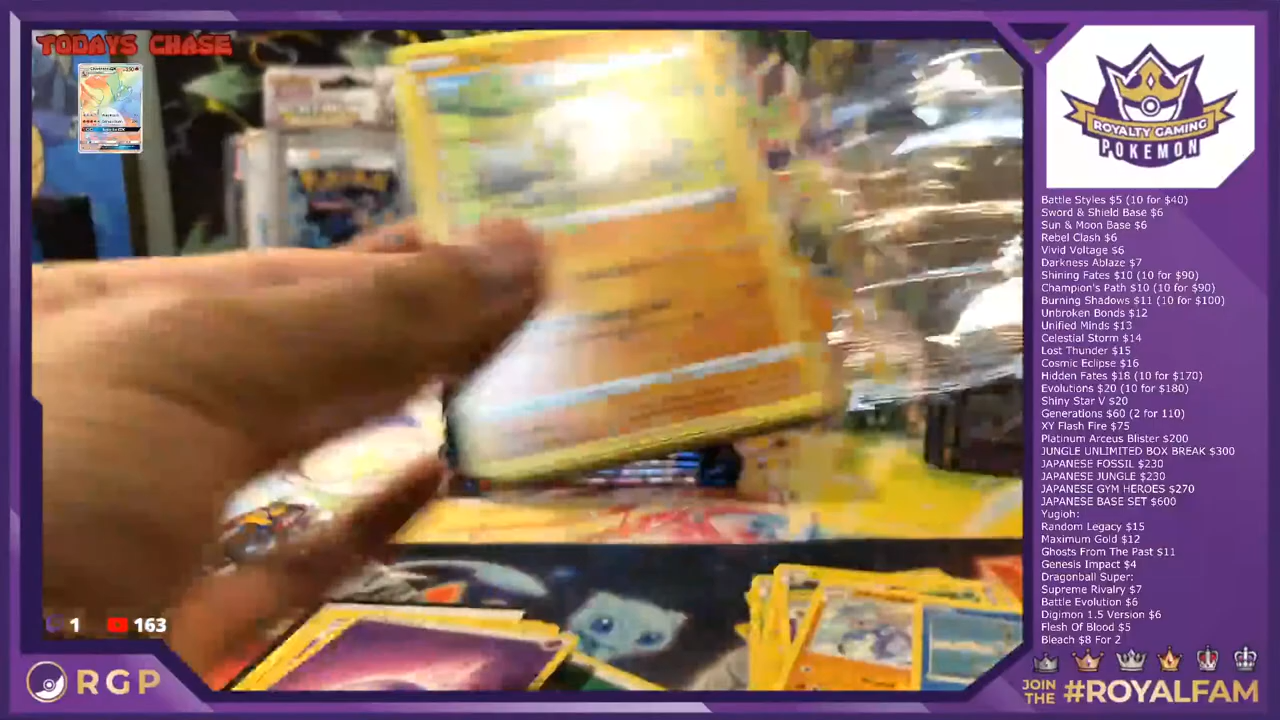 TODAYS CHASE
ROYALTY GAMING
POKEMON
Battle Styles $5 (10 for $40)
Sword & Shield Base $6
Sun & Moon Base $6
Rebel Clash $6
Vivid Voltage $6
Darkness Ablaze $7
Shining Fates $10 (10 for $90)
Champion's Path $10 (10 for $90)
Burning Shadows $11 (10 for $100)
Unbroken Bonds $12
Unified Minds $13
Celestial Storm $14
Lost Thunder $15
Cosmic Eclipse $16
Hidden Fates $18 (10 for $170)
Evolutions $20 (10 for $180)
Shiny Star V $20
Generations $60 (2 for 110)
XY Flash Fire $75
Platinum Arceus Blister $200
JUNGLE UNLIMITED BOX BREAK $300
JAPANESE FOSSIL $230
JAPANESE JUNGLE $230
JAPANESE GYM HEROES $270
JAPANESE BASE SET $600
Yugioh:
Random Legacy $15
Maximum Gold $12
Ghosts From The Past $11
Genesis Impact $4
Dragonball Super:
Supreme Rivalry $7
Battle Evolution $6
Digimon 1.5 Version $6
Flesh Of Blood $5
Bleach $8 For 2
1 163
RGP
JOIN THE #ROYALFAM